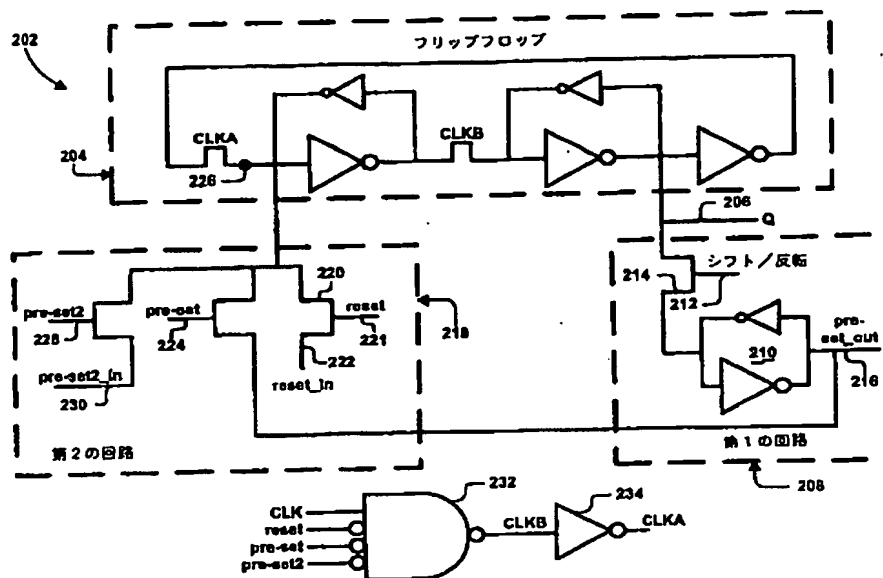 202
フリップフロップ
CLKA
CLKB
204
226
206
Q
220
シフト/反転
214
212
pre-set2
228
pre-set
224
reset
221
218
222
reset_in
pre-set2_in
230
210
pre-
set_out
216
第2の回路
第1の回路
208
232
234
CLK
reset
pre-set
pre-set2
CLKB
CLKA